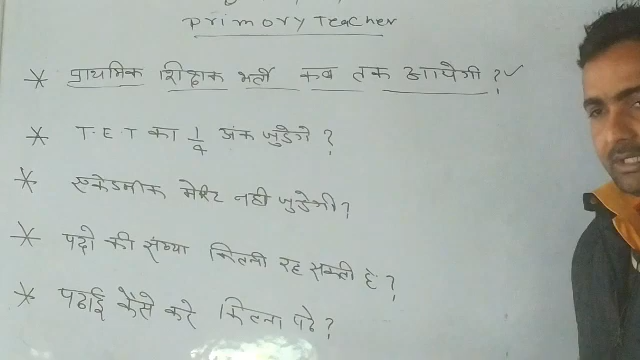 Primory Teacher
* प्राथमिक शिक्षक भर्ती कब तक आयेगी ?✓
* T.E.T का 1/4 अंक जुडेगे ?
* एकेडमीक मेरिट नही जुडेगी ?
* पदो की संख्या कितनी रह सकती है ?
* पढाई कैसे करे कितना पढे ?